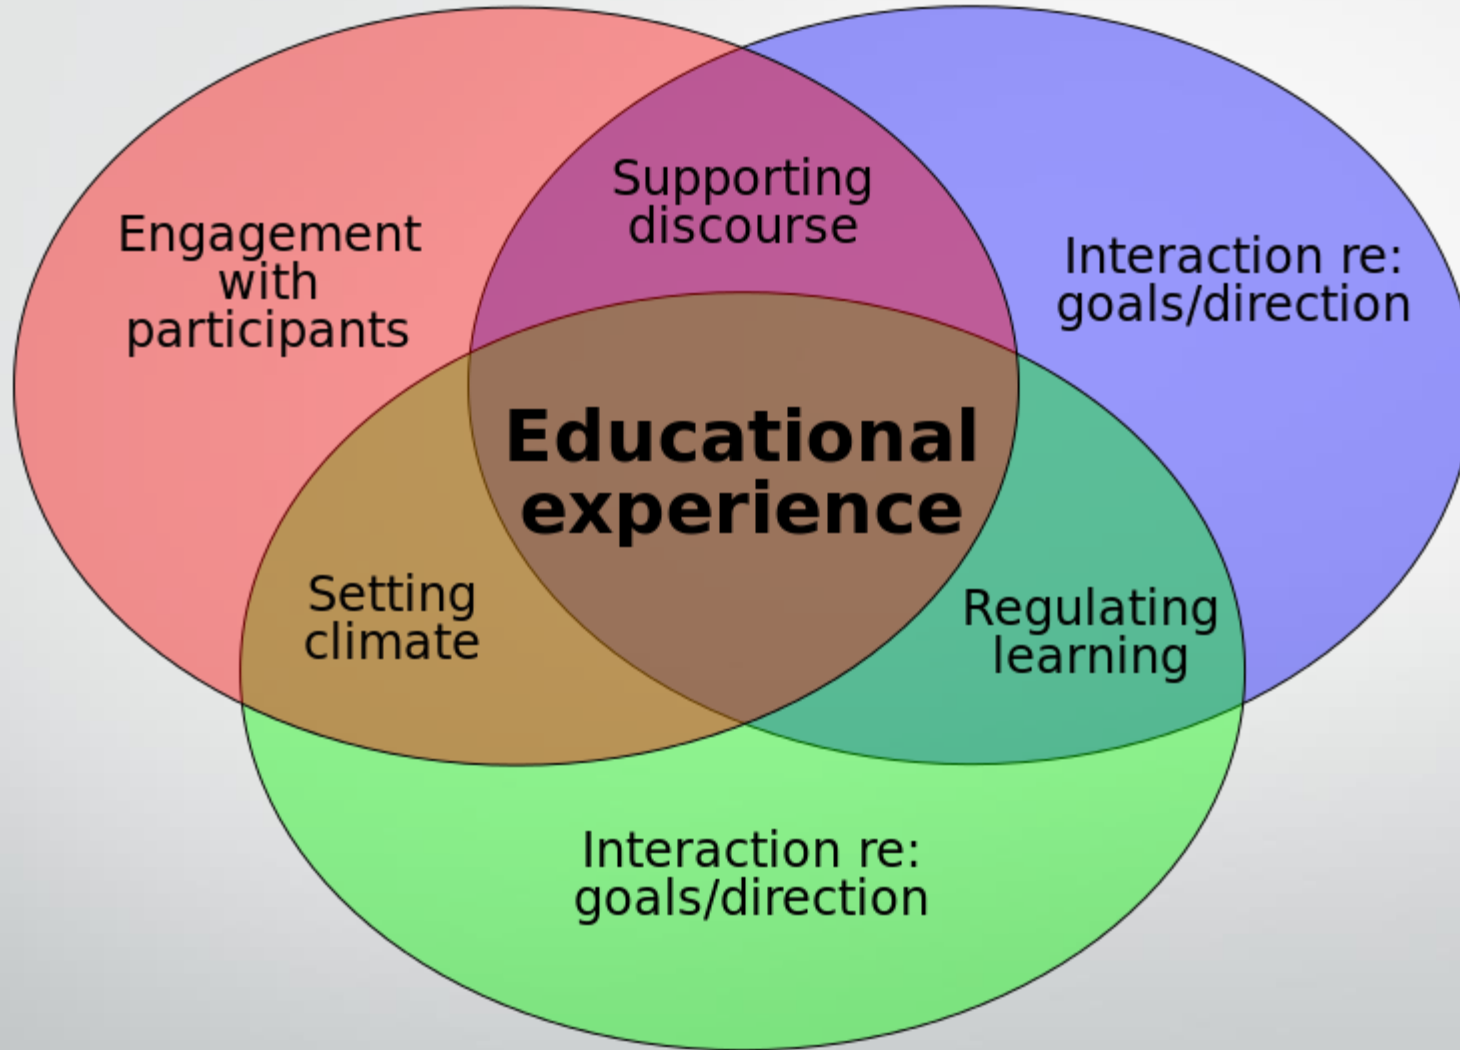 Supporting
discourse
Engagement
with
participants
Interaction re:
goals/direction
Educational
experience
Setting
climate
Regulating
learning
Interaction re:
goals/direction